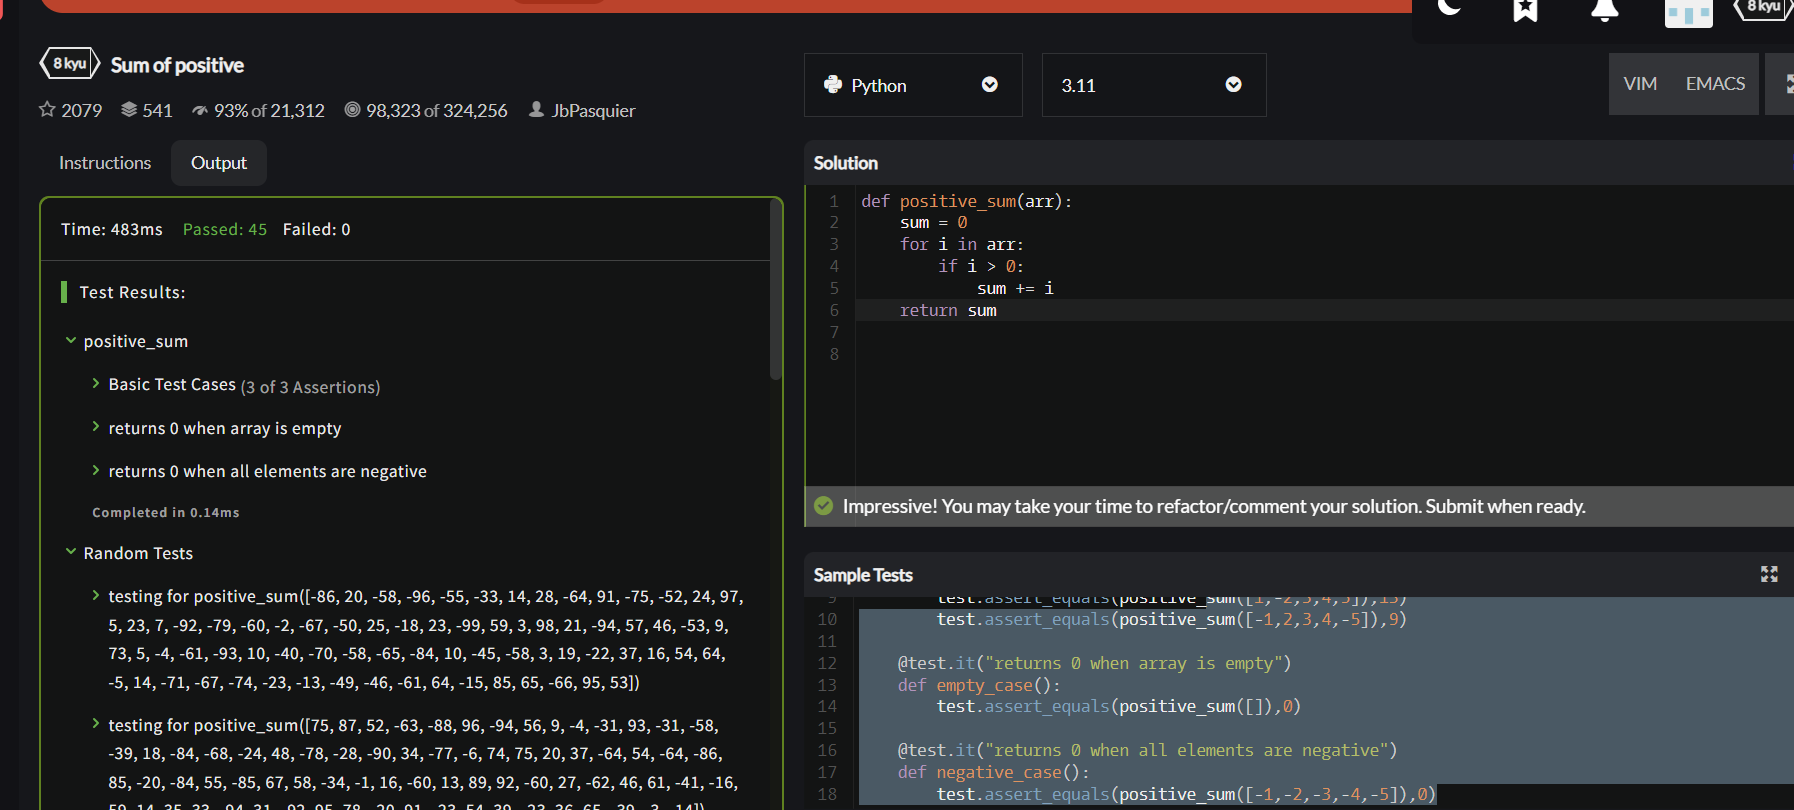 8 kyu
8 kyu Sum of positive
2079 541 93% of 21,312 98,323 of 324,256 JbPasquier
Instructions Output
Time: 483ms Passed: 45 Failed: 0
Test Results:
positive_sum
Basic Test Cases (3 of 3 Assertions)
returns 0 when array is empty
returns 0 when all elements are negative
Completed in 0.14ms
Random Tests
testing for positive_sum([-86, 20, -58, -96, -55, -33, 14, 28, -64, 91, -75, -52, 24, 97,
5, 23, 7, -92, -79, -60, -2, -67, -50, 25, -18, 23, -99, 59, 3, 98, 21, -94, 57, 46, -53, 9,
73, 5, -4, -61, -93, 10, -40, -70, -58, -65, -84, 10, -45, -58, 3, 19, -22, 37, 16, 54, 64,
-5, 14, -71, -67, -74, -23, -13, -49, -46, -61, 64, -15, 85, 65, -66, 95, 53])
testing for positive_sum([75, 87, 52, -63, -88, 96, -94, 56, 9, -4, -31, 93, -31, -58,
-39, 18, -84, -68, -24, 48, -78, -28, -90, 34, -77, -6, 74, 75, 20, 37, -64, 54, -64, -86,
85, -20, -84, 55, -85, 67, 58, -34, -1, 16, -60, 13, 89, 92, -60, 27, -62, 46, 61, -41, -16,
Python 3.11 VIM EMACS
Solution
1 def positive_sum(arr):
2 sum = 0
3 for i in arr:
4 if i > 0:
5 sum += i
6 return sum
7
8
Impressive! You may take your time to refactor/comment your solution. Submit when ready.
Sample Tests
9 test.assert_equals(positive_sum([1,-2,3,4,5]),13)
10 test.assert_equals(positive_sum([-1,2,3,4,-5]),9)
11
12 @test.it("returns 0 when array is empty")
13 def empty_case():
14 test.assert_equals(positive_sum([]),0)
15
16 @test.it("returns 0 when all elements are negative")
17 def negative_case():
18 test.assert_equals(positive_sum([-1,-2,-3,-4,-5]),0)